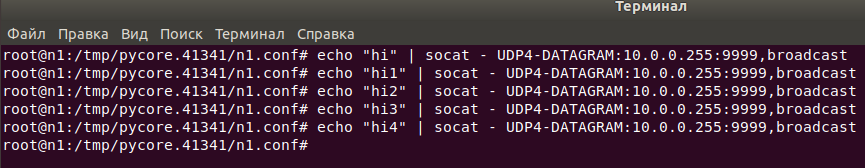 Терминал
Файл Правка Вид Поиск Терминал Справка
root@n1:/tmp/pycore.41341/n1.conf# echo "hi" | socat - UDP4-DATAGRAM:10.0.0.255:9999,broadcast
root@n1:/tmp/pycore.41341/n1.conf# echo "hi1" | socat - UDP4-DATAGRAM:10.0.0.255:9999,broadcast
root@n1:/tmp/pycore.41341/n1.conf# echo "hi2" | socat - UDP4-DATAGRAM:10.0.0.255:9999,broadcast
root@n1:/tmp/pycore.41341/n1.conf# echo "hi3" | socat - UDP4-DATAGRAM:10.0.0.255:9999,broadcast
root@n1:/tmp/pycore.41341/n1.conf# echo "hi4" | socat - UDP4-DATAGRAM:10.0.0.255:9999,broadcast
root@n1:/tmp/pycore.41341/n1.conf#